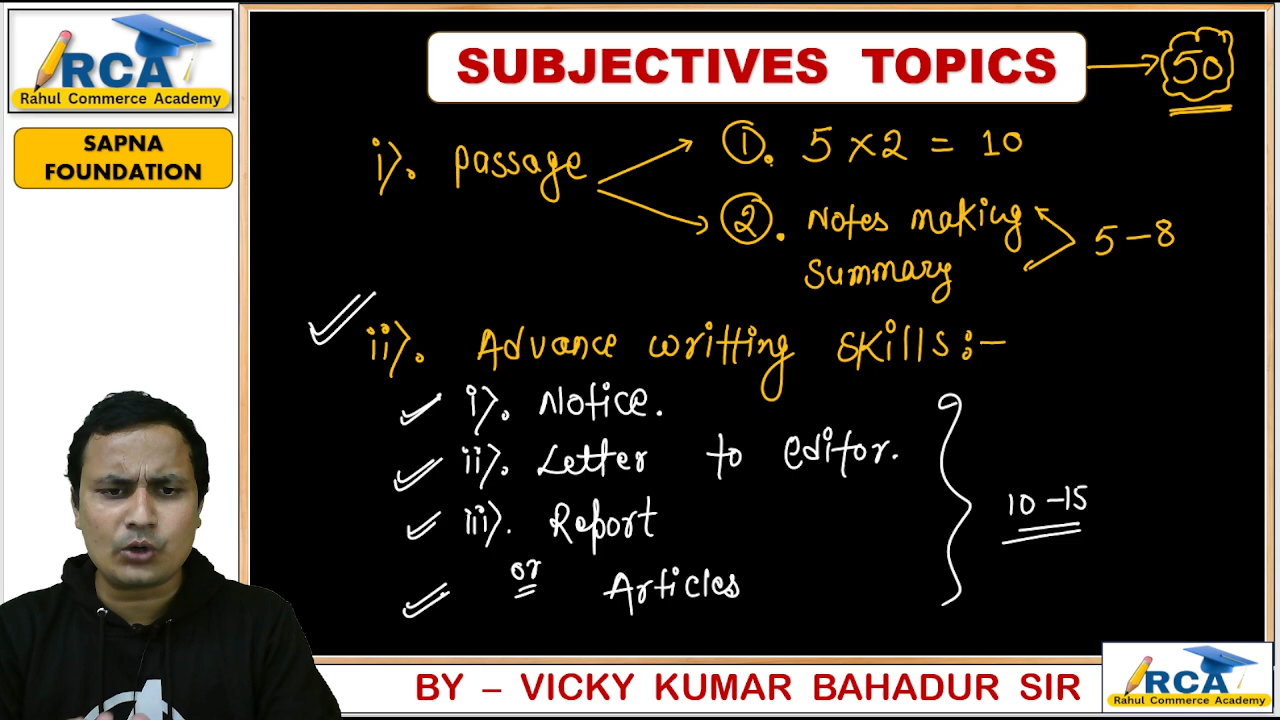 RCA
Rahul Commerce Academy
SAPNA
FOUNDATION
SUBJECTIVES TOPICS → 50
i). Passage
①. 5 × 2 = 10
②. Notes making
Summary
5 – 8
ii). Advance writting skills :–
i). Notice.
ii). Letter to editor.
iii). Report
or Articles
10 – 15
BY – VICKY KUMAR BAHADUR SIR
RCA
Rahul Commerce Academy